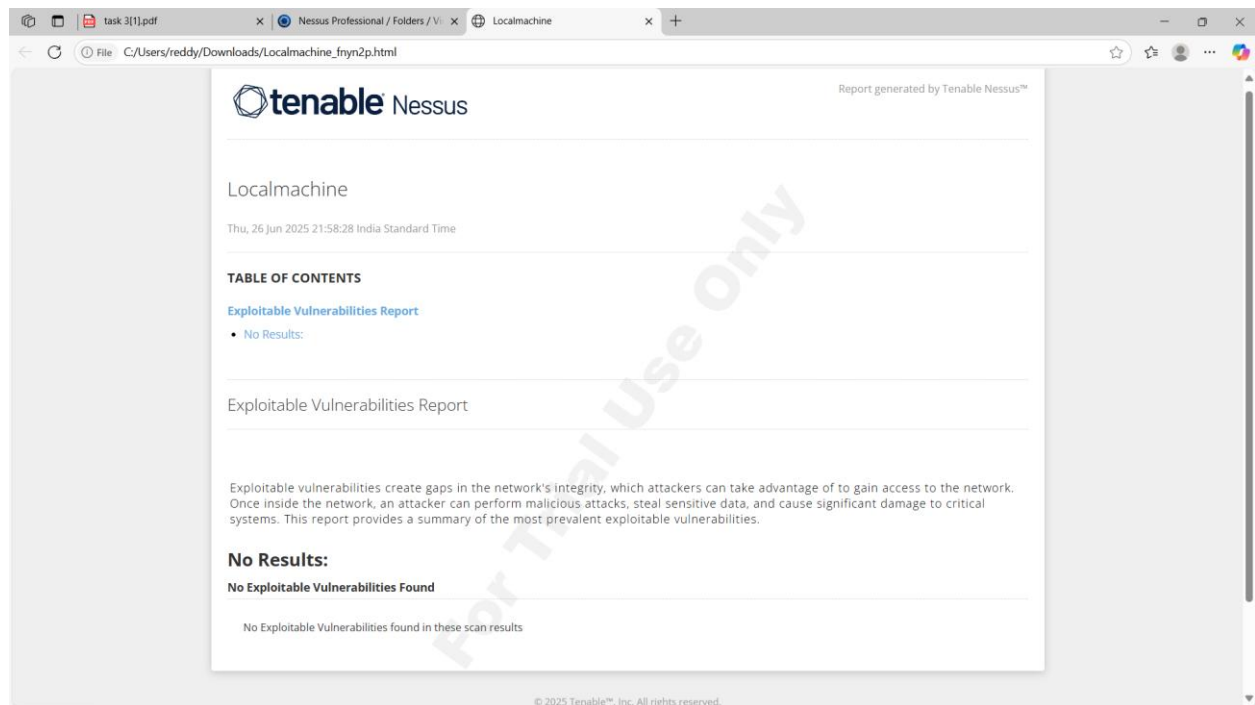 task 3[1].pdf
Nessus Professional / Folders / Vi
Localmachine
File C:/Users/reddy/Downloads/Localmachine_fnyn2p.html
tenable Nessus
Report generated by Tenable Nessus™
Localmachine
Thu, 26 Jun 2025 21:58:28 India Standard Time
TABLE OF CONTENTS
Exploitable Vulnerabilities Report
• No Results:
Exploitable Vulnerabilities Report
Exploitable vulnerabilities create gaps in the network's integrity, which attackers can take advantage of to gain access to the network.
Once inside the network, an attacker can perform malicious attacks, steal sensitive data, and cause significant damage to critical
systems. This report provides a summary of the most prevalent exploitable vulnerabilities.
No Results:
No Exploitable Vulnerabilities Found
No Exploitable Vulnerabilities found in these scan results
For Trial Use Only
© 2025 Tenable™, Inc. All rights reserved.